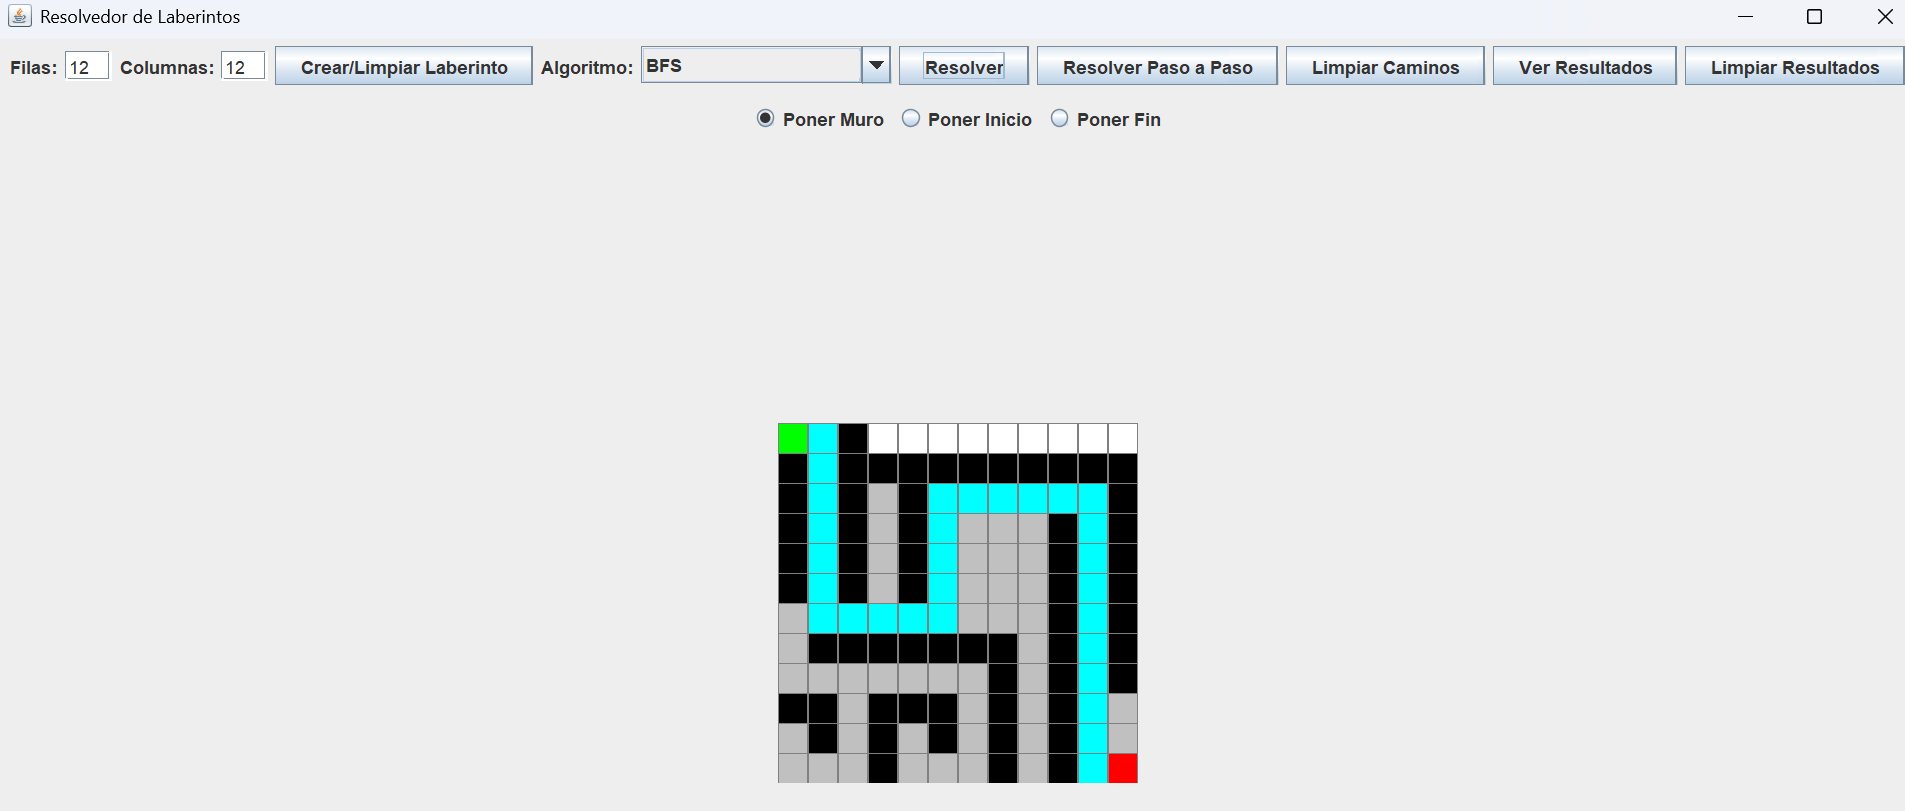 Resolvedor de Laberintos
Filas: 12 Columnas: 12 Crear/Limpiar Laberinto Algoritmo: BFS Resolver Resolver Paso a Paso Limpiar Caminos Ver Resultados Limpiar Resultados
Poner Muro Poner Inicio Poner Fin